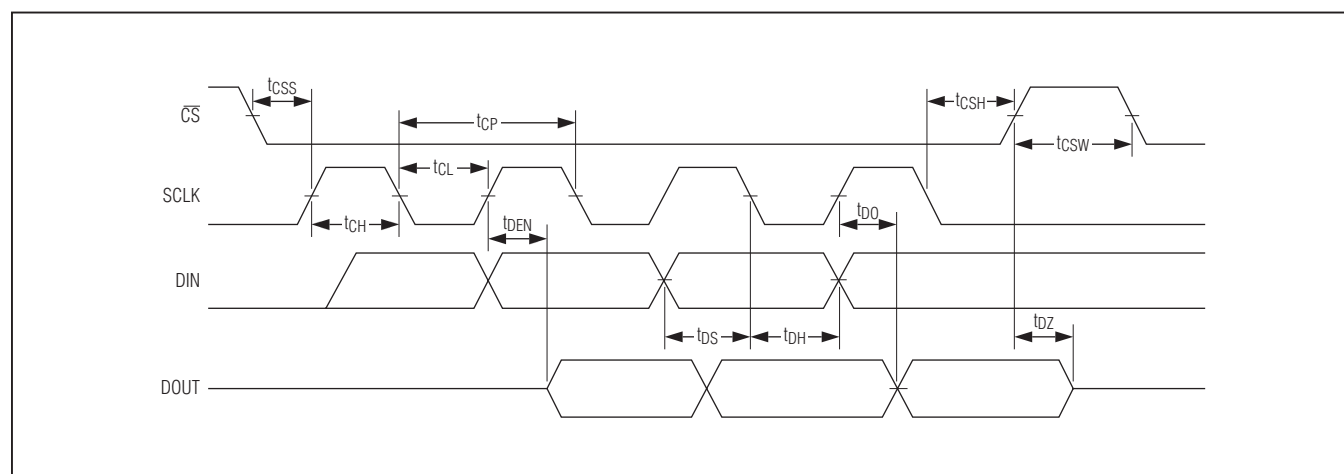 tCSS
tCSH
CS
tCP
tCSW
tCL
SCLK
tCH
tDO
tDEN
DIN
tDZ
tDS
tDH
DOUT